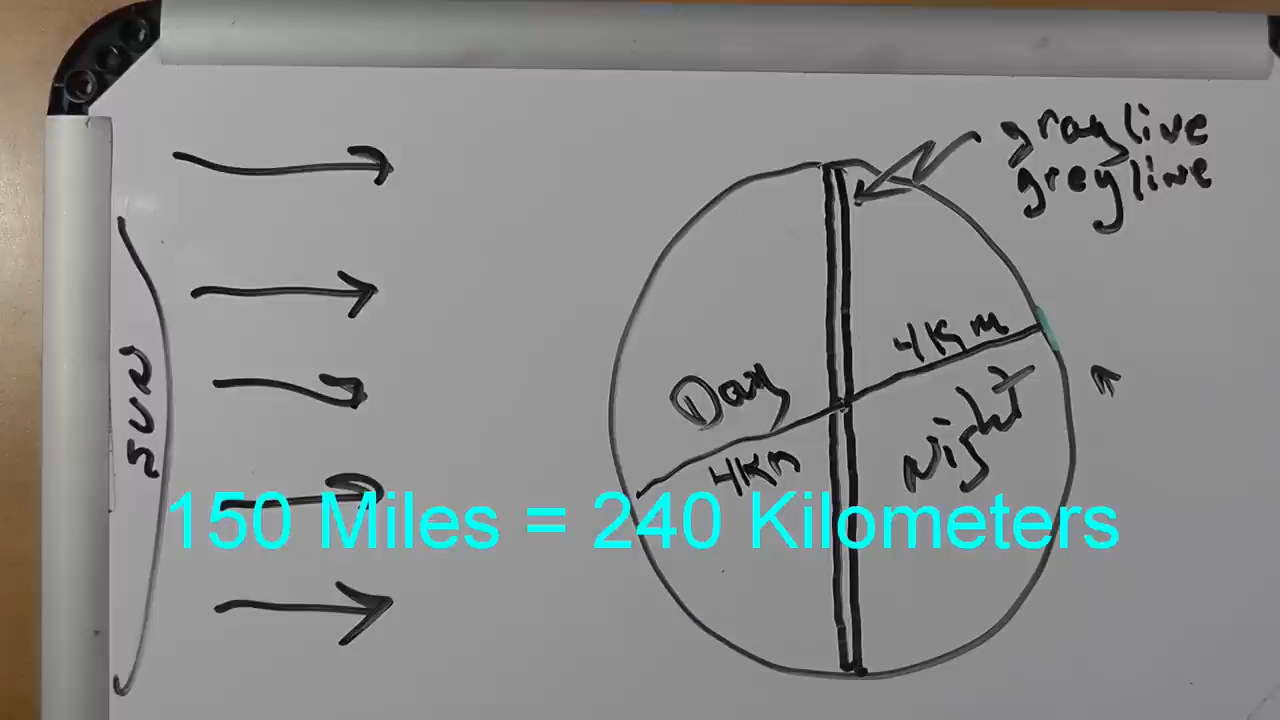 grayline
greyline
4Km
Day
Night
4Km
SUN
150 Miles = 240 Kilometers